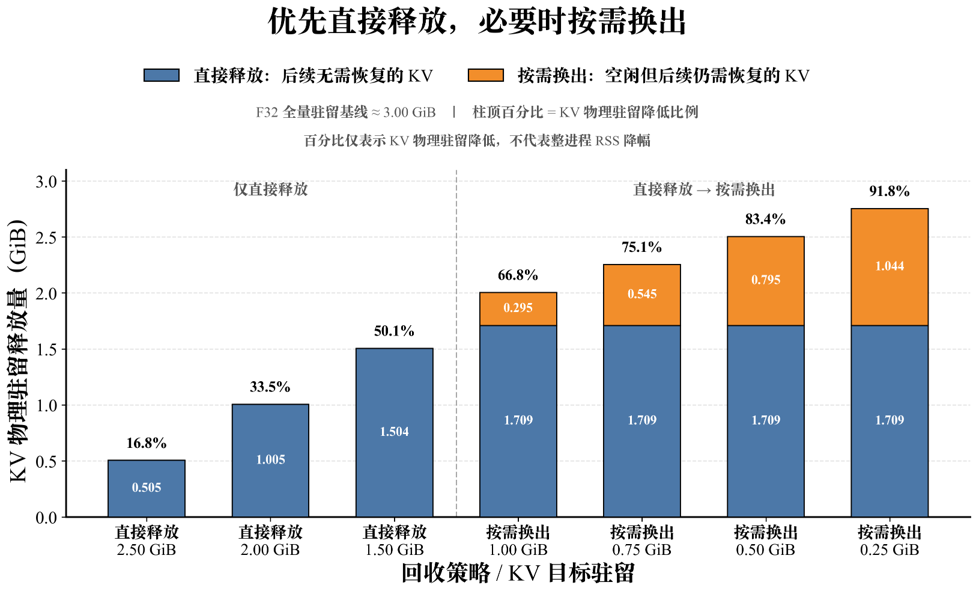 优先直接释放，必要时按需换出
直接释放：后续无需恢复的 KV
按需换出：空闲但后续仍需恢复的 KV
F32 全量驻留基线 ≈ 3.00 GiB | 柱顶百分比 = KV 物理驻留降低比例
百分比仅表示 KV 物理驻留降低，不代表整进程 RSS 降幅
KV 物理驻留释放量（GiB）
3.0
2.5
2.0
1.5
1.0
0.5
0.0
仅直接释放
直接释放 → 按需换出
16.8%
0.505
33.5%
1.005
50.1%
1.504
66.8%
0.295
1.709
75.1%
0.545
1.709
83.4%
0.795
1.709
91.8%
1.044
1.709
直接释放
2.50 GiB
直接释放
2.00 GiB
直接释放
1.50 GiB
按需换出
1.00 GiB
按需换出
0.75 GiB
按需换出
0.50 GiB
按需换出
0.25 GiB
回收策略 / KV 目标驻留